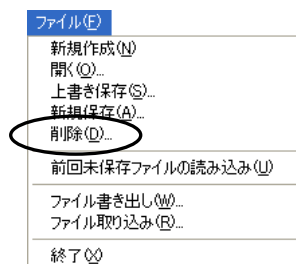 ファイル(F)
新規作成(N)
開く(O)...
上書き保存(S)...
新規保存(A)...
削除(D)...
前回未保存ファイルの読み込み(U)
ファイル書き出し(W)...
ファイル取り込み(R)...
終了(X)